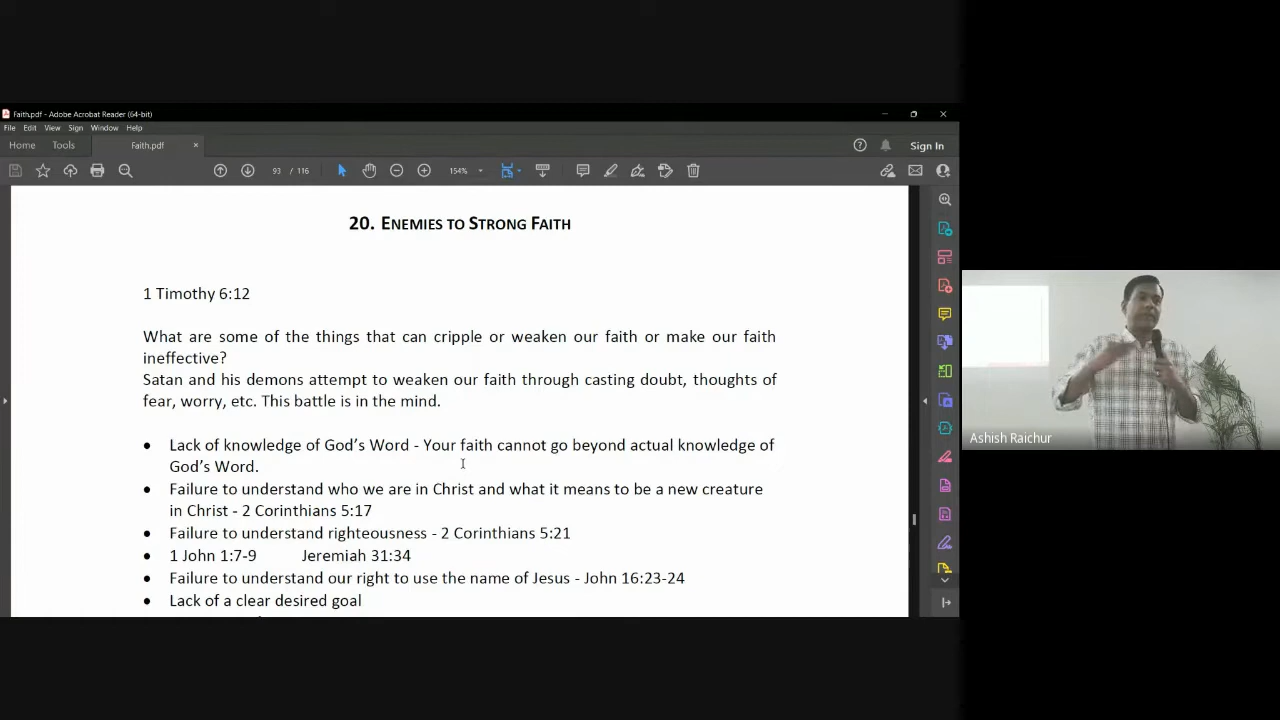 Faith.pdf - Adobe Acrobat Reader (64-bit)
File Edit View Sign Window Help
Home Tools Faith.pdf × Sign In
93 / 116 154%
20. ENEMIES TO STRONG FAITH
1 Timothy 6:12
What are some of the things that can cripple or weaken our faith or make our faith
ineffective?
Satan and his demons attempt to weaken our faith through casting doubt, thoughts of
fear, worry, etc. This battle is in the mind.
• Lack of knowledge of God’s Word - Your faith cannot go beyond actual knowledge of
God’s Word.
• Failure to understand who we are in Christ and what it means to be a new creature
in Christ - 2 Corinthians 5:17
• Failure to understand righteousness - 2 Corinthians 5:21
• 1 John 1:7-9 Jeremiah 31:34
• Failure to understand our right to use the name of Jesus - John 16:23-24
• Lack of a clear desired goal
Ashish Raichur